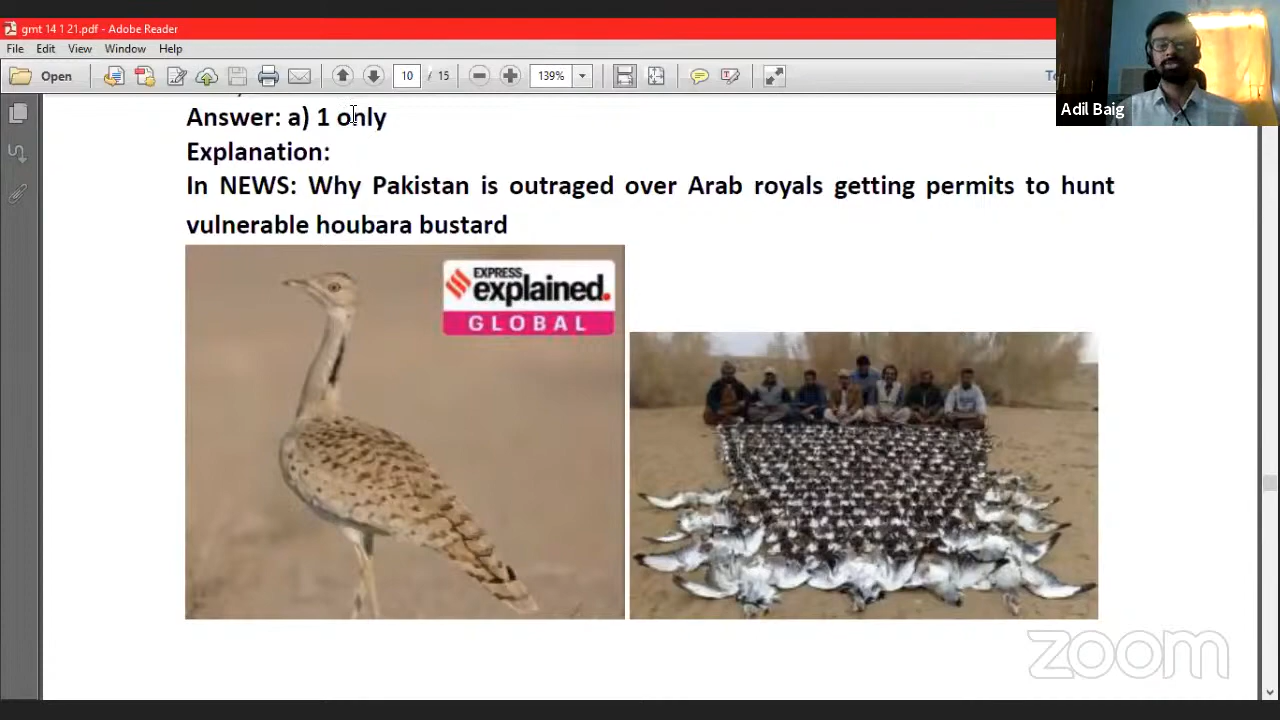 gmt 14 1 21.pdf - Adobe Reader
File Edit View Window Help
Open 10 / 15 139%
Adil Baig
Answer: a) 1 only
Explanation:
In NEWS: Why Pakistan is outraged over Arab royals getting permits to hunt
vulnerable houbara bustard
EXPRESS
explained.
GLOBAL
zoom